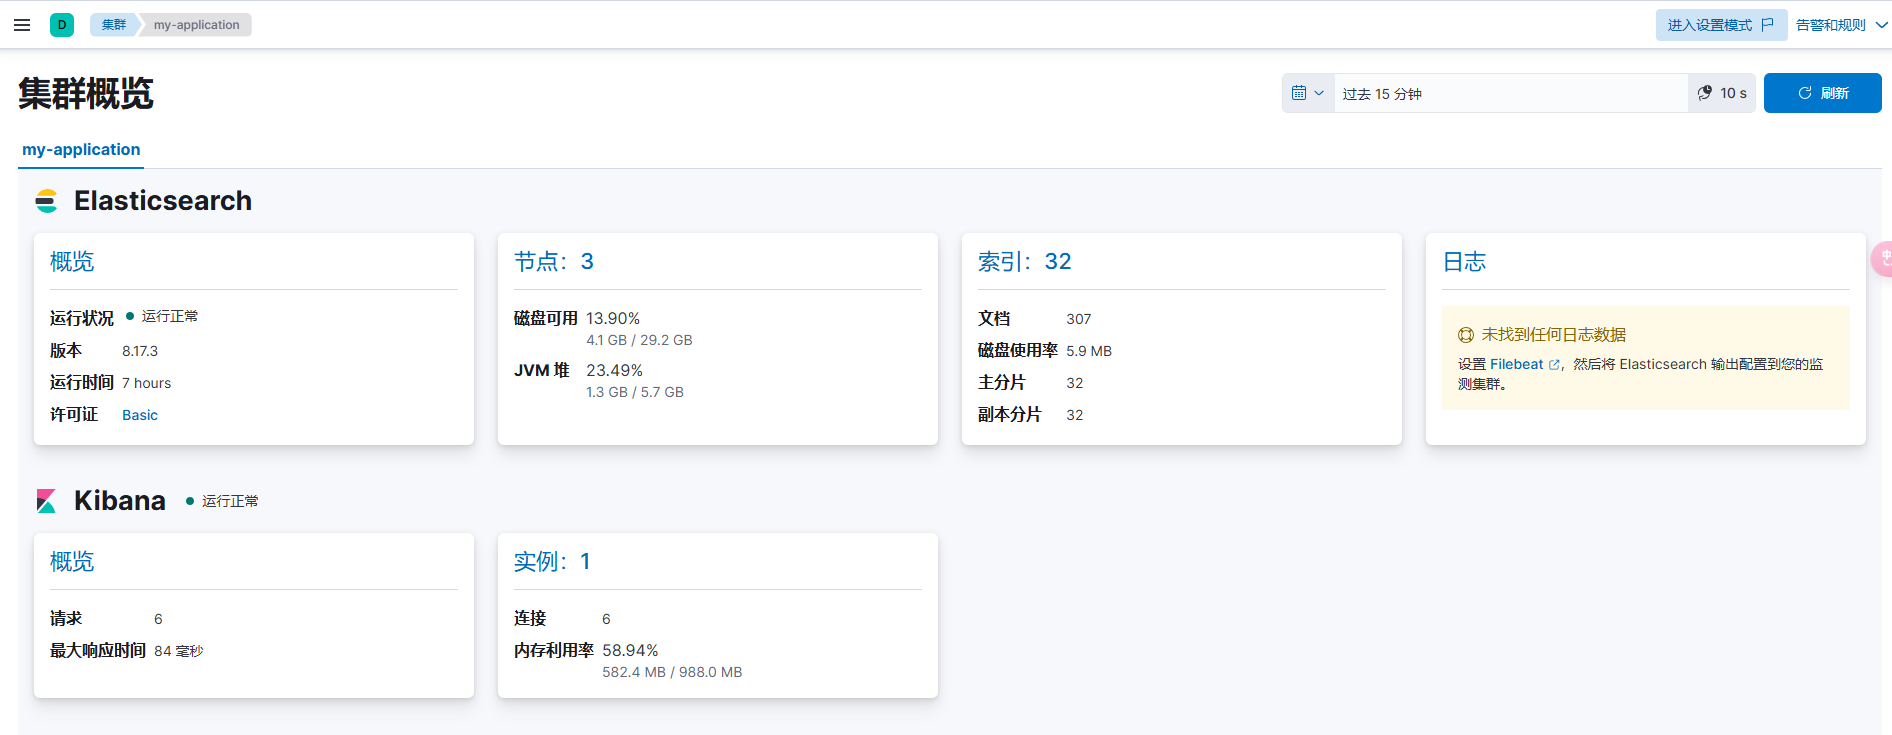 D 集群 my-application 进入设置模式 告警和规则
集群概览 过去 15 分钟 10 s 刷新
my-application
Elasticsearch
概览
运行状况 运行正常
版本 8.17.3
运行时间 7 hours
许可证 Basic
节点：3
磁盘可用 13.90%
4.1 GB / 29.2 GB
JVM 堆 23.49%
1.3 GB / 5.7 GB
索引：32
文档 307
磁盘使用率 5.9 MB
主分片 32
副本分片 32
日志
未找到任何日志数据
设置 Filebeat，然后将 Elasticsearch 输出配置到您的监
测集群。
Kibana 运行正常
概览
请求 6
最大响应时间 84 毫秒
实例：1
连接 6
内存利用率 58.94%
582.4 MB / 988.0 MB